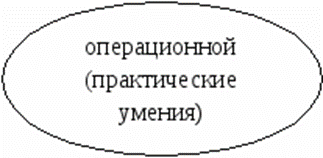 операционной
(практические
умения)